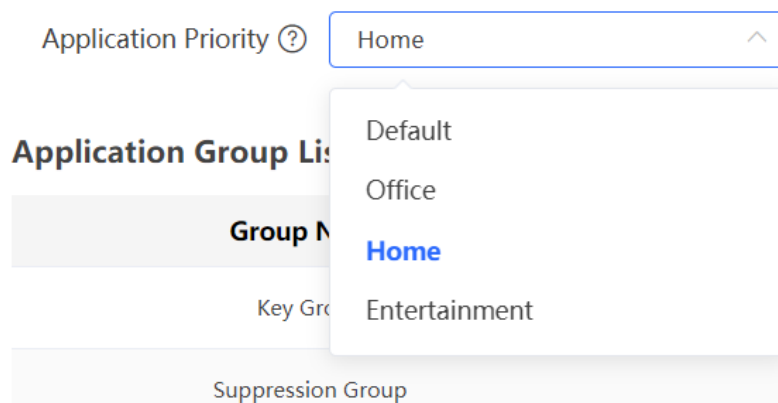 Application Priority ? Home
Default
Application Group Lis
Office
Group N
Home
Key Gro
Entertainment
Suppression Group